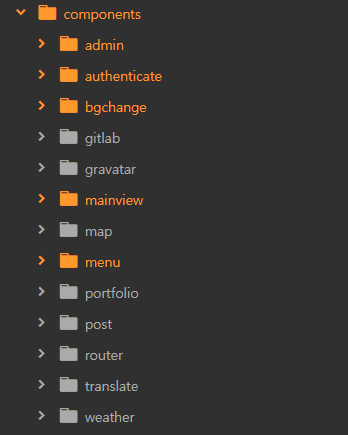 components
admin
authenticate
bgchange
gitlab
gravatar
mainview
map
menu
portfolio
post
router
translate
weather